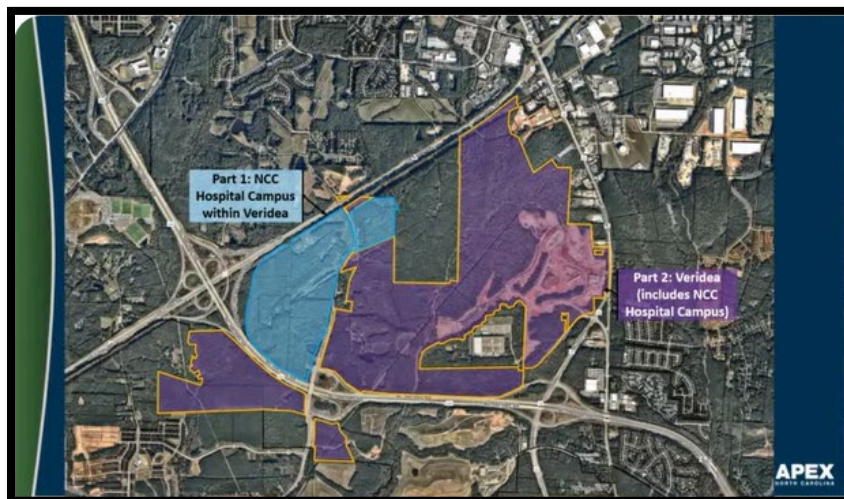 Part 1: NCC
Hospital Campus
within Veridea
Part 2: Veridea
(includes NCC
Hospital Campus)
APEX
NORTH CAROLINA